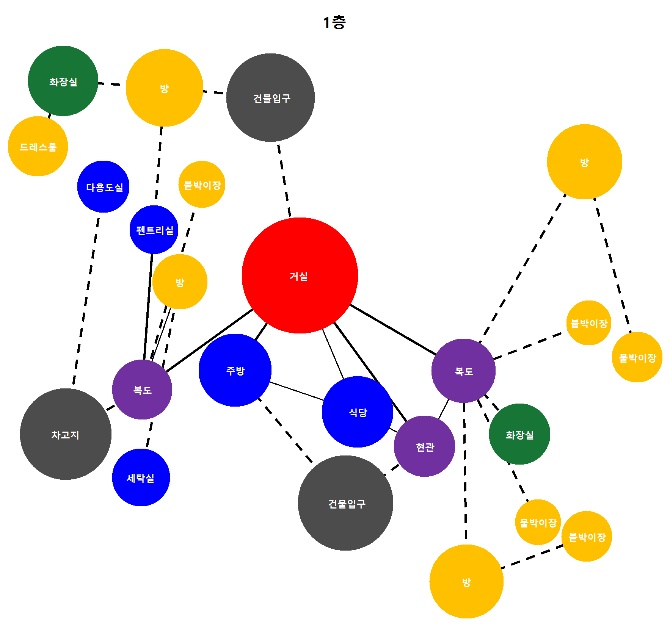 1층
화장실
방
건물입구
드레스룸
다용도실
붙박이장
팬트리실
방
거실
방
붙박이장
붙박이장
주방
복도
복도
식당
차고지
현관
화장실
세탁실
건물입구
붙박이장
붙박이장
방